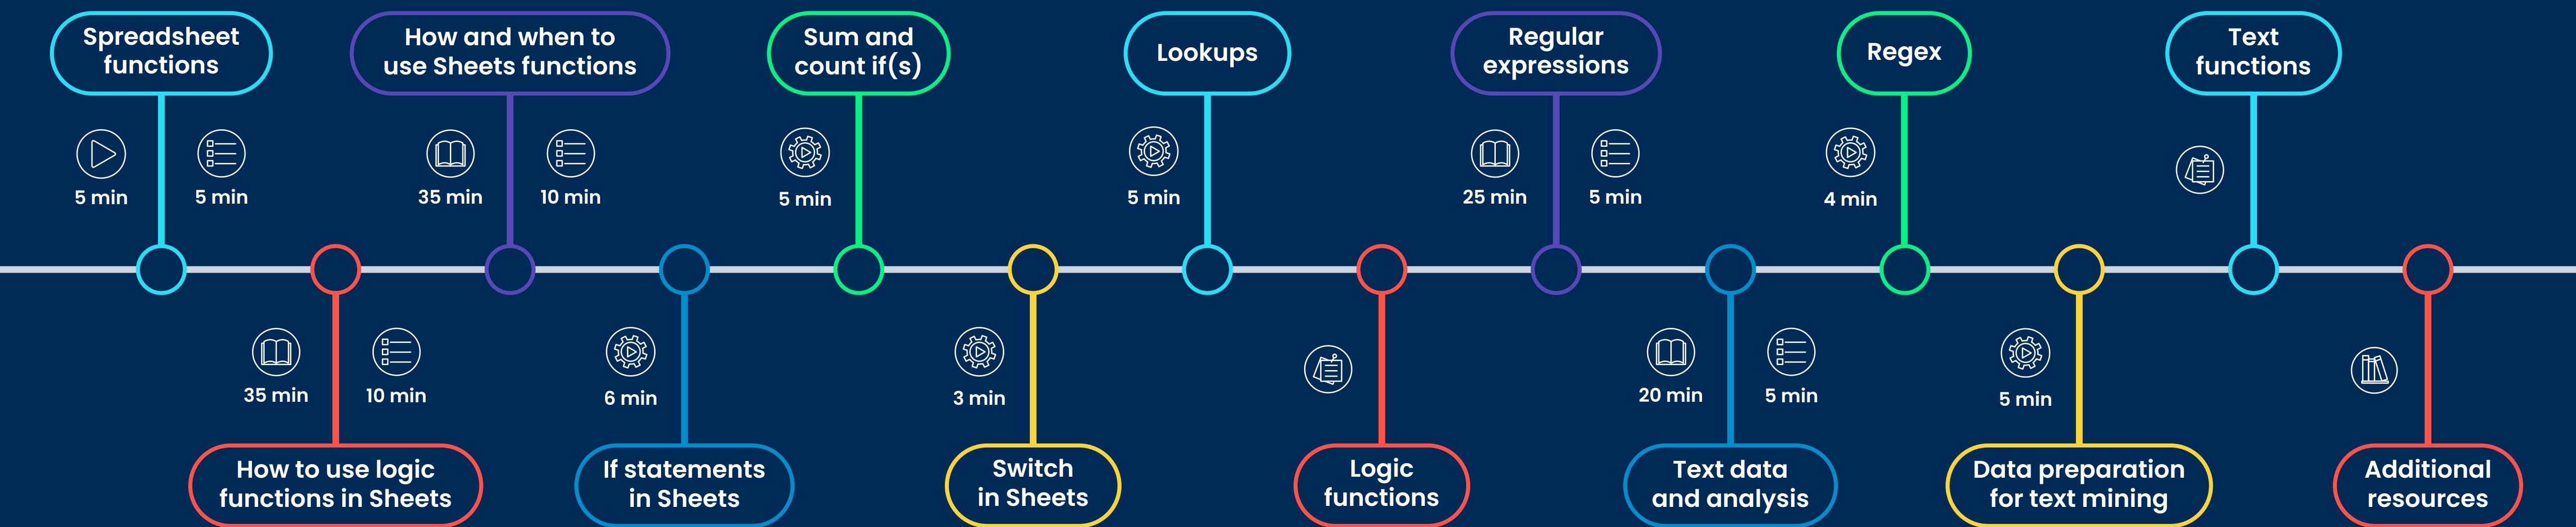 Spreadsheet
functions
5 min
5 min
How to use logic
functions in Sheets
35 min
10 min
How and when to
use Sheets functions
35 min
10 min
If statements
in Sheets
6 min
Sum and
count if(s)
5 min
Switch
in Sheets
3 min
Lookups
5 min
Logic
functions
Regular
expressions
25 min
5 min
Text data
and analysis
20 min
5 min
Regex
4 min
Data preparation
for text mining
5 min
Text
functions
Additional
resources